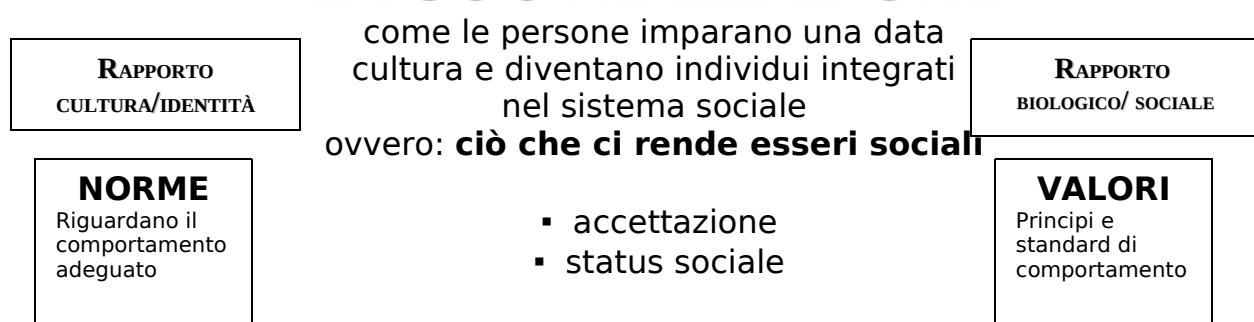 come le persone imparano una data
cultura e diventano individui integrati
nel sistema sociale
ovvero: ciò che ci rende esseri sociali
RAPPORTO
CULTURA/IDENTITÀ
RAPPORTO
BIOLOGICO/ SOCIALE
NORME
Riguardano il
comportamento
adeguato
▪ accettazione
▪ status sociale
VALORI
Principi e
standard di
comportamento